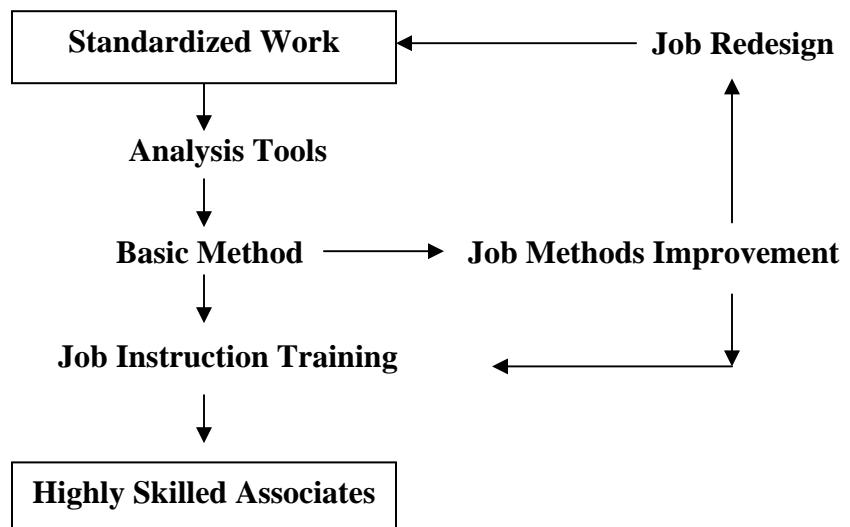 Standardized Work
Job Redesign
Analysis Tools
Basic Method
Job Methods Improvement
Job Instruction Training
Highly Skilled Associates